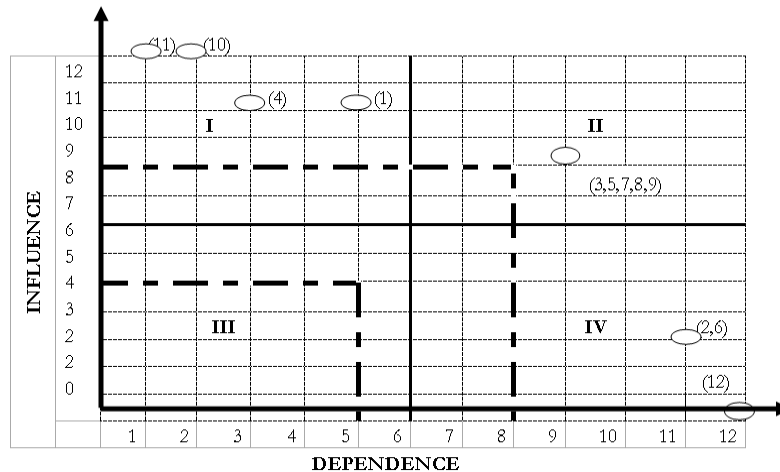 (11) (10)
12
11 (4) (1)
10 I II
9
8 (3,5,7,8,9)
7
6
5
4
3
III IV
2 (2,6)
2
0 (12)
INFLUENCE
1 2 3 4 5 6 7 8 9 10 11 12
DEPENDENCE